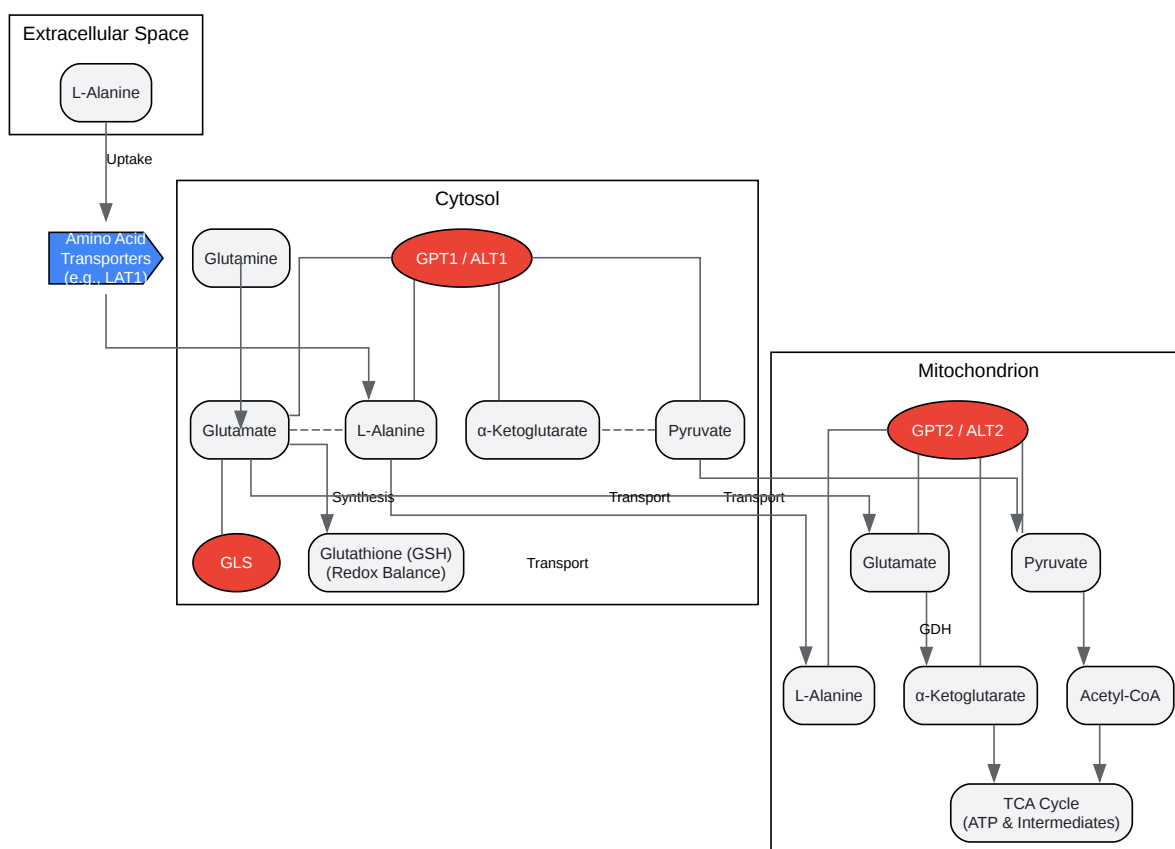 Extracellular Space
L-Alanine
Uptake
Amino Acid
Transporters
(e.g., LAT1)
Cytosol
Glutamine
GPT1 / ALT1
Glutamate
L-Alanine
α-Ketoglutarate
Pyruvate
Synthesis
Transport
Transport
GLS
Glutathione (GSH)
(Redox Balance)
Transport
Mitochondrion
GPT2 / ALT2
Glutamate
Pyruvate
GDH
L-Alanine
α-Ketoglutarate
Acetyl-CoA
TCA Cycle
(ATP & Intermediates)